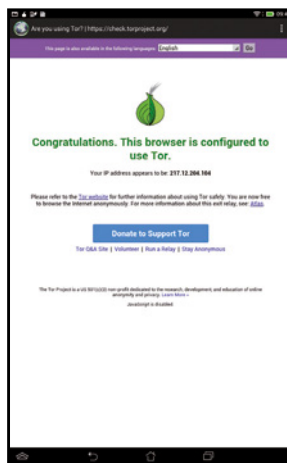 Are you using Tor? | https://check.torproject.org/
This page is also available in the following languages: English Go
Congratulations. This browser is configured to
use Tor.
Your IP address appears to be: 217.12.204.104
Please refer to the Tor website for further information about using Tor safely. You are now free
to browse the Internet anonymously. For more information about this exit relay, see: Atlas.
Donate to Support Tor
Tor Q&A Site | Volunteer | Run a Relay | Stay Anonymous
The Tor Project is a US 501(c)(3) non-profit dedicated to the research, development, and education of online
anonymity and privacy. Learn More »
JavaScript is disabled